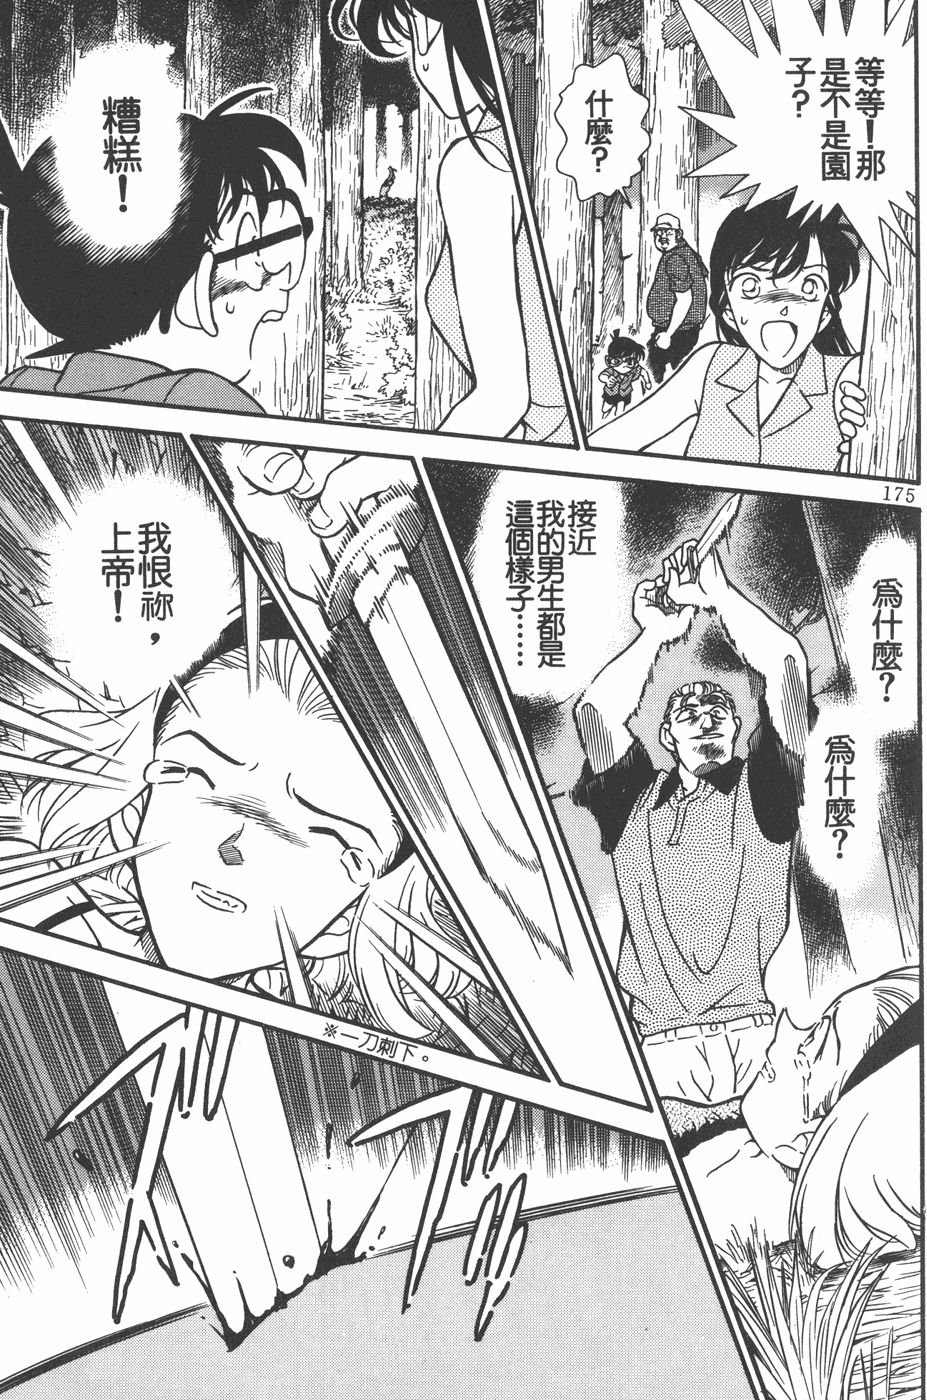 等等！那
是不是園
子？
什麼？
糟糕！
175
為什麼？
為什麼？
接近
我的男生都是
這個樣子……
我恨祢，
上帝！
※一刀刺下。